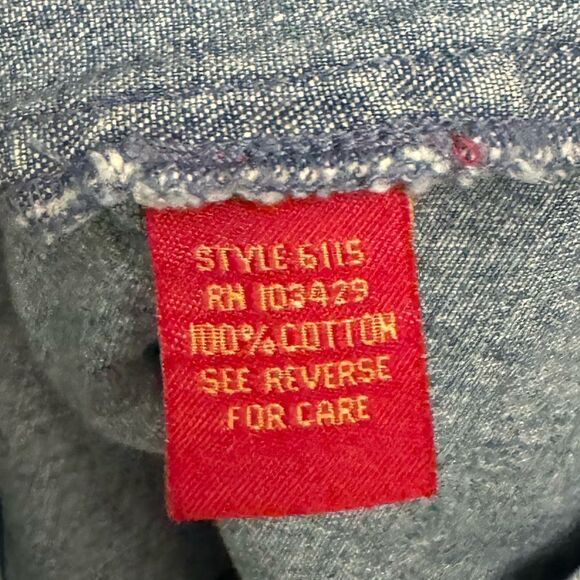 STYLE 6115
RN 103429
100% COTTON
SEE REVERSE
FOR CARE